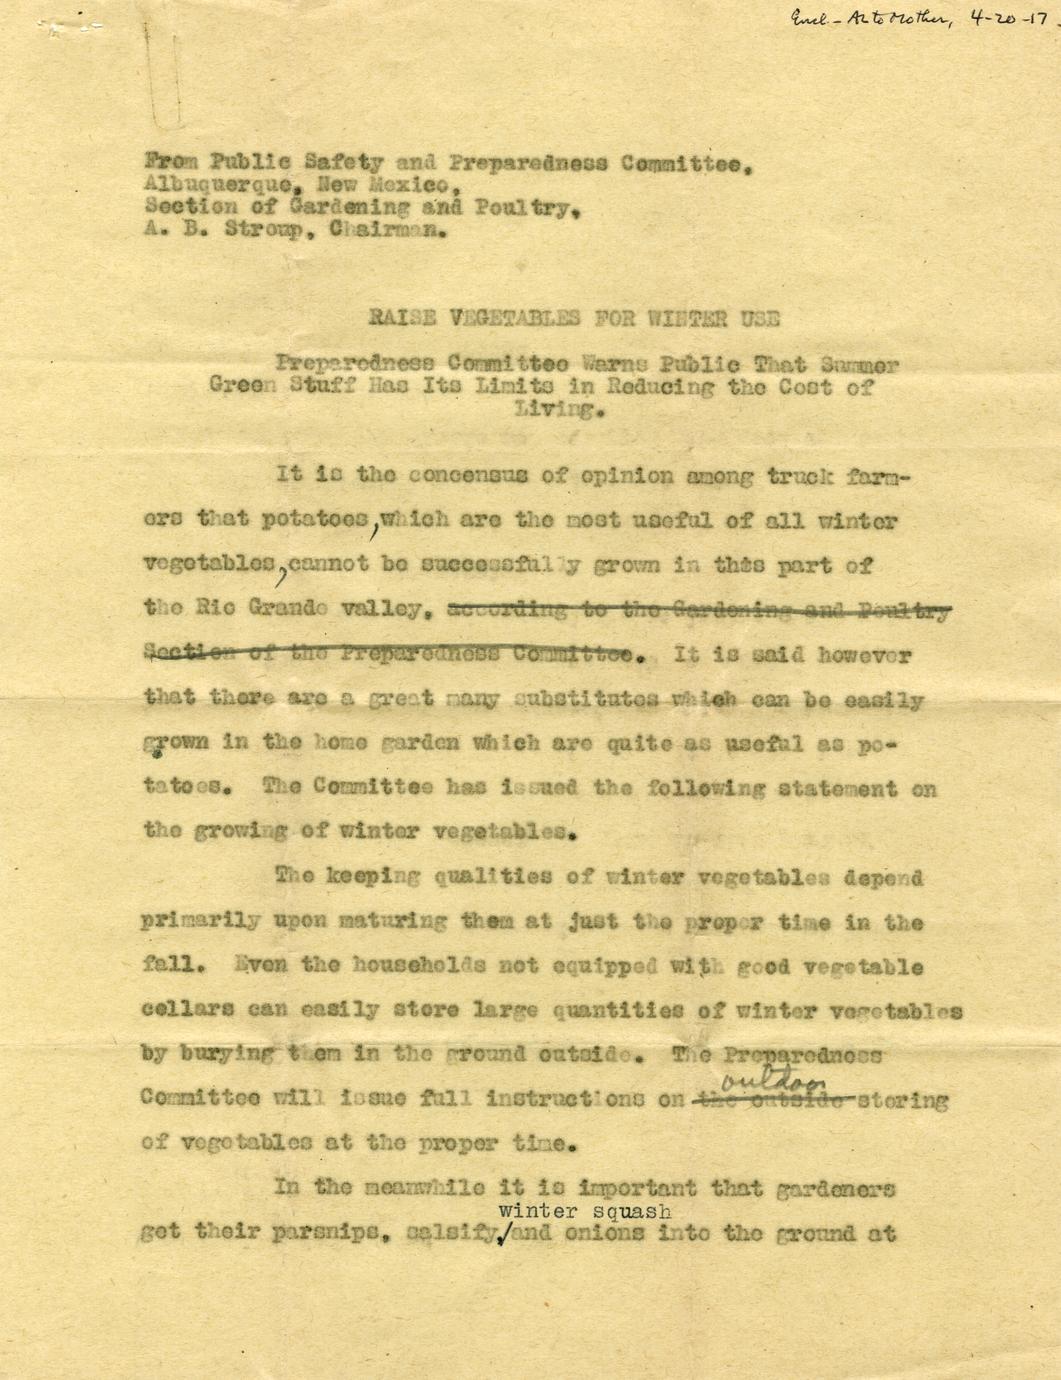 Encl - AL to Mother, 4-20-17
From Public Safety and Preparedness Committee,
Albuquerque, New Mexico,
Section of Gardening and Poultry,
A. B. Stroup, Chairman.
RAISE VEGETABLES FOR WINTER USE
Preparedness Committee Warns Public That Summer
Green Stuff Has Its Limits in Reducing the Cost of
Living.
It is the concensus of opinion among truck farm-
ers that potatoes, which are the most useful of all winter
vegetables, cannot be successfully grown in this part of
the Rio Grande valley, according to the Gardening and Poultry
Section of the Preparedness Committee. It is said however
that there are a great many substitutes which can be easily
grown in the home garden which are quite as useful as po-
tatoes. The Committee has issued the following statement on
the growing of winter vegetables.
The keeping qualities of winter vegetables depend
primarily upon maturing them at just the proper time in the
fall. Even the households not equipped with good vegetable
cellars can easily store large quantities of winter vegetables
by burying them in the ground outside. The Preparedness
outdoor
Committee will issue full instructions on the outside storing
of vegetables at the proper time.
In the meanwhile it is important that gardeners
winter squash
get their parsnips, salsify,/and onions into the ground at